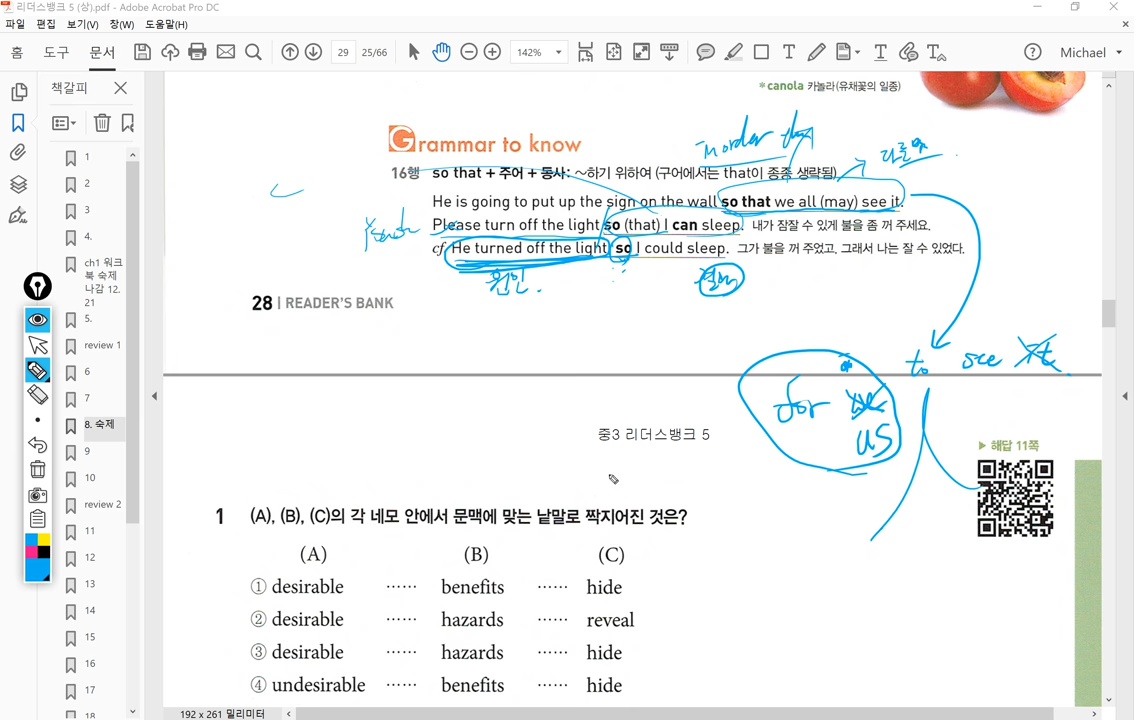 리더스뱅크 5 (상).pdf - Adobe Acrobat Pro DC
파일 편집 보기(V) 창(W) 도움말(H)
홈 도구 문서 29 25/66 142% Michael
책갈피
1
2
3
4.
ch1 워크
북 숙제
나감 12.
21
5.
review 1
6
7
8. 숙제
9
10
review 2
11
12
13
14
15
16
17
18
*canola 카놀라(유채꽃의 일종)
Grammar to know
in order that
16행 so that + 주어 + 동사: ~하기 위하여 (구어에서는 that이 종종 생략됨)
He is going to put up the sign on the wall so that we all (may) see it.
Please turn off the light so (that) I can sleep. 내가 잠잘 수 있게 불을 좀 꺼 주세요.
cf. He turned off the light so I could sleep. 그가 불을 꺼 주었고, 그래서 나는 잘 수 있었다.
원인. 결과
28 | READER'S BANK
to see it.
for we
us
중3 리더스뱅크 5
▶ 해답 11쪽
1 (A), (B), (C)의 각 네모 안에서 문맥에 맞는 낱말로 짝지어진 것은?
(A) (B) (C)
① desirable ······ benefits ······ hide
② desirable ······ hazards ······ reveal
③ desirable ······ hazards ······ hide
④ undesirable ······ benefits ······ hide
192 x 261 밀리미터